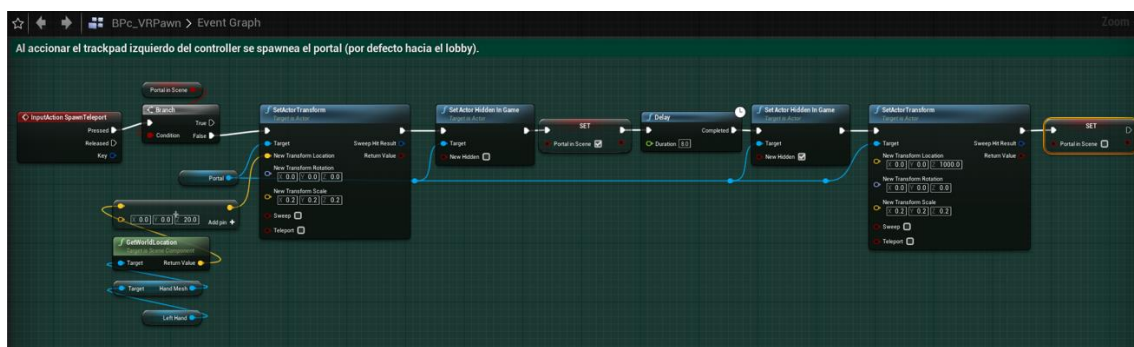 BPc_VRPawn > Event Graph
Zoom
Al accionar el trackpad izquierdo del controller se spawnea el portal (por defecto hacia el lobby).
InputAction SpawnTeleport
Pressed
Released
Key
Portal in Scene
Branch
True
Condition
False
Portal
X 0.0 Y 0.0 Z 20.0 Add pin +
GetWorldLocation
Target is Scene Component
Target Return Value
Target Hand Mesh
Left Hand
SetActorTransform
Target is Actor
Target Sweep Hit Result
New Transform Location Return Value
New Transform Rotation
X 0.0 Y 0.0 Z 0.0
New Transform Scale
X 0.2 Y 0.2 Z 0.2
Sweep
Teleport
Set Actor Hidden In Game
Target is Actor
Target
New Hidden
SET
Portal in Scene
Delay
Completed
Duration 8.0
Set Actor Hidden In Game
Target is Actor
Target
New Hidden
SetActorTransform
Target is Actor
Target Sweep Hit Result
New Transform Location Return Value
X 0.0 Y 0.0 Z 1000.0
New Transform Rotation
X 0.0 Y 0.0 Z 0.0
New Transform Scale
X 0.2 Y 0.2 Z 0.2
Sweep
Teleport
SET
Portal in Scene